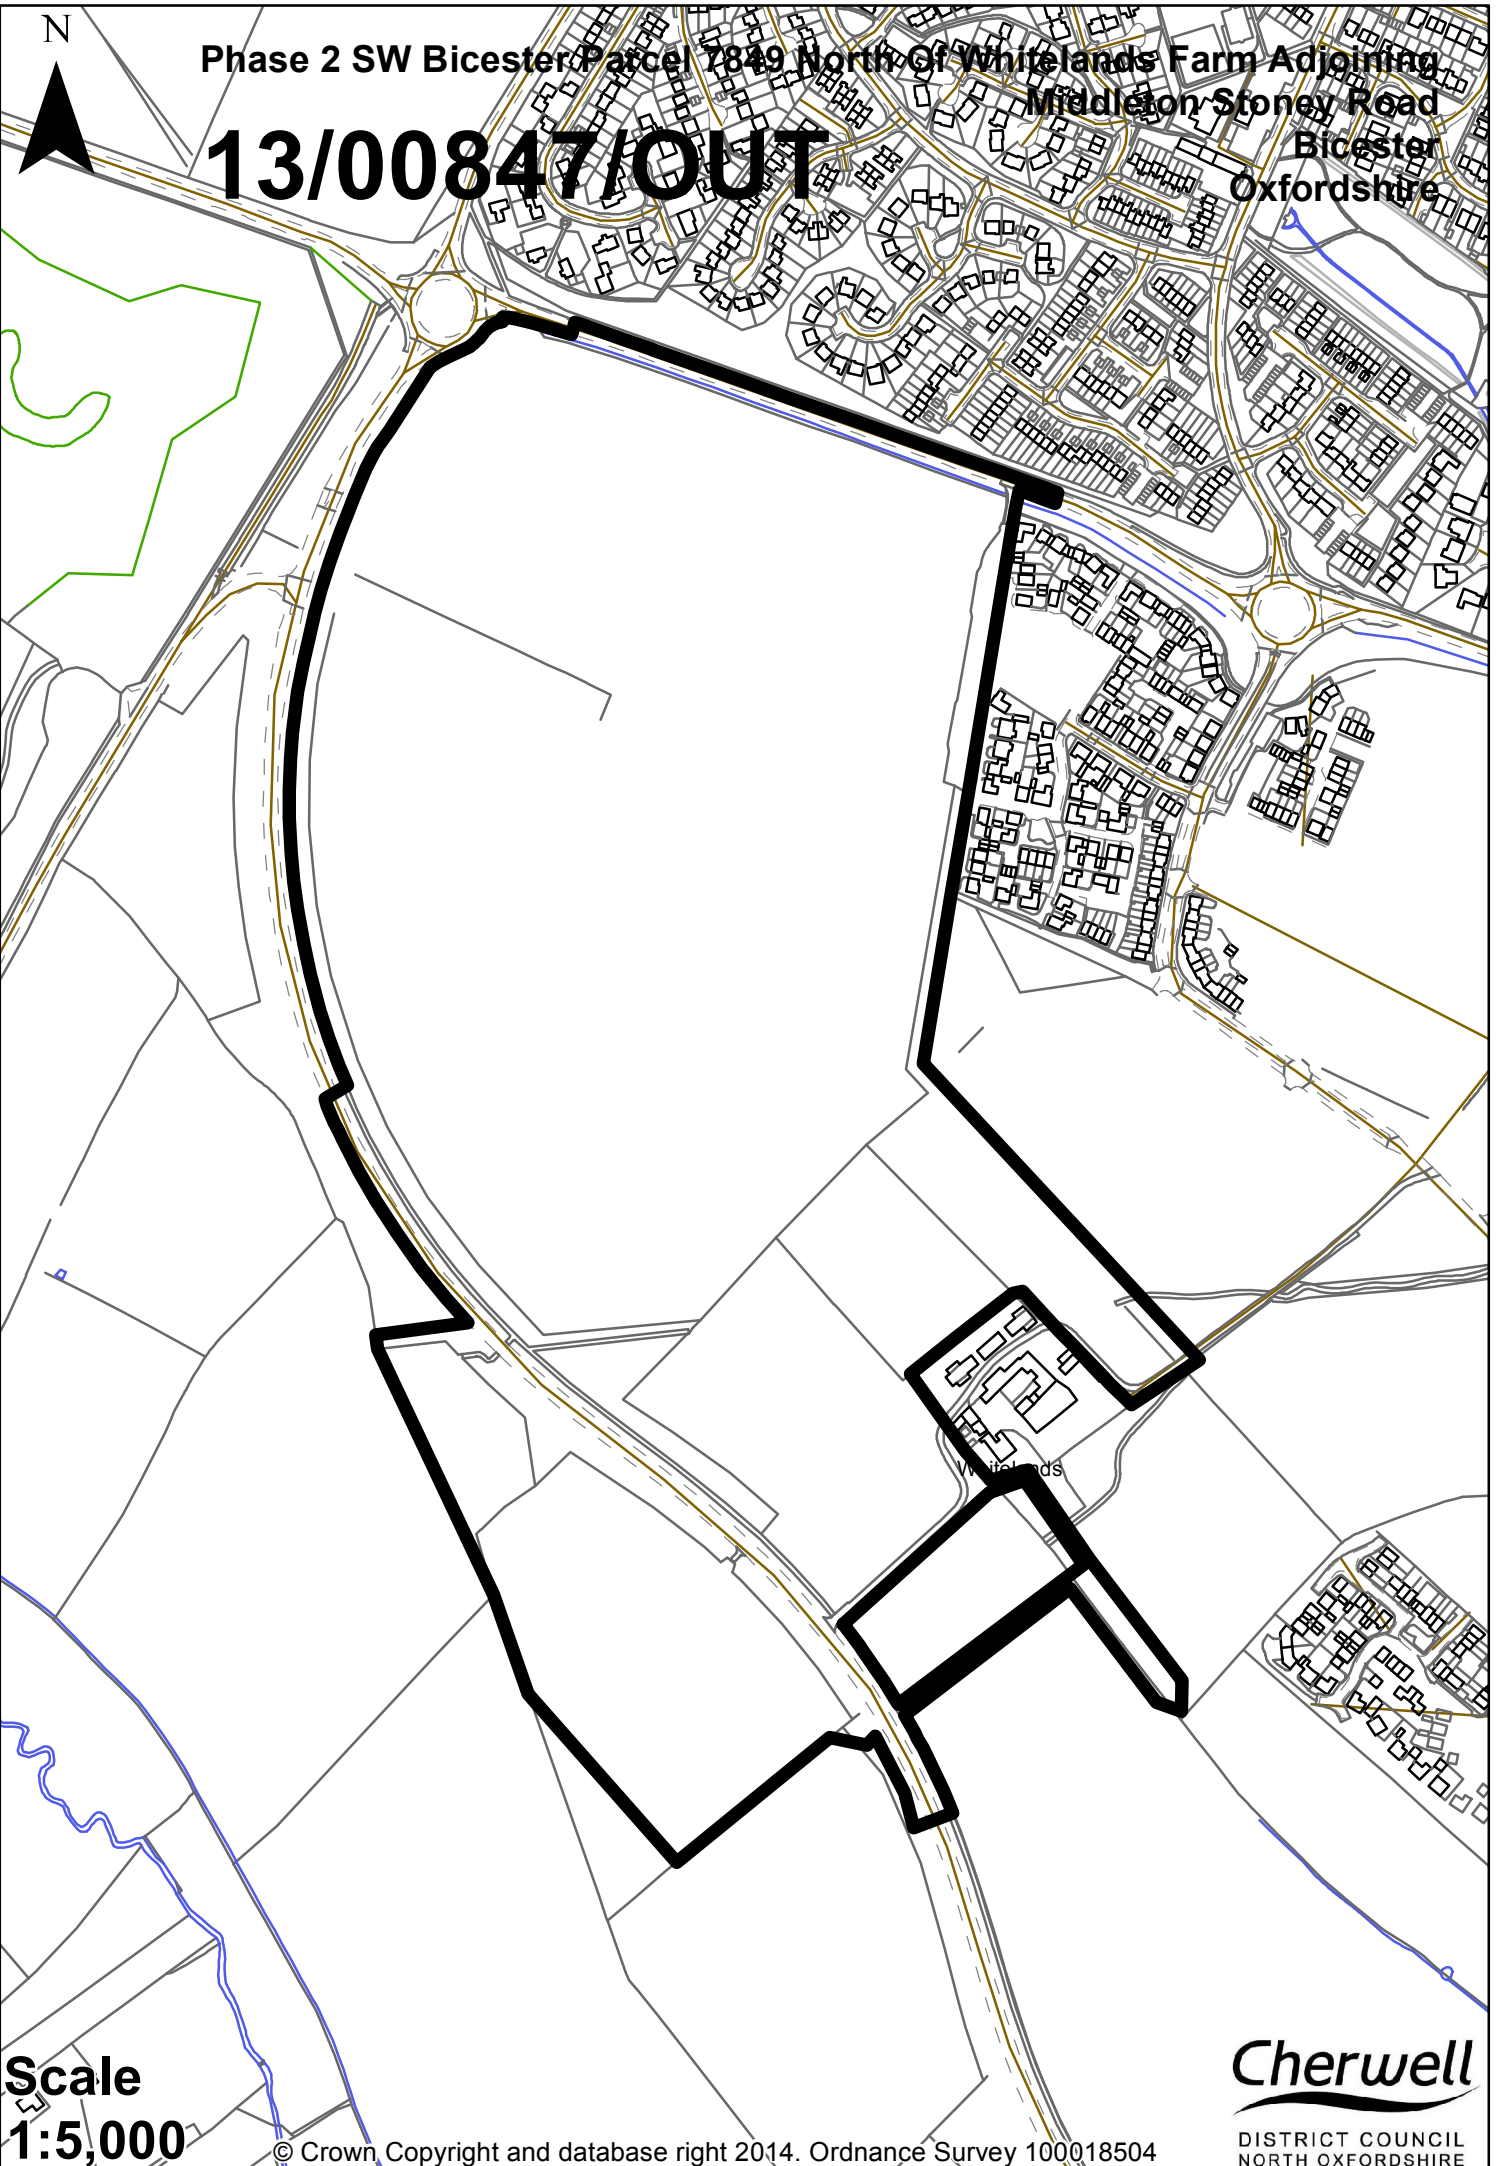 N
Phase 2 SW Bicester Parcel 7849 North Of Whitelands Farm Adjoining
Middleton Stoney Road
Bicester
Oxfordshire
13/00847/OUT
Whitelands
Scale
1:5,000
© Crown Copyright and database right 2014. Ordnance Survey 100018504
Cherwell
DISTRICT COUNCIL
NORTH OXFORDSHIRE